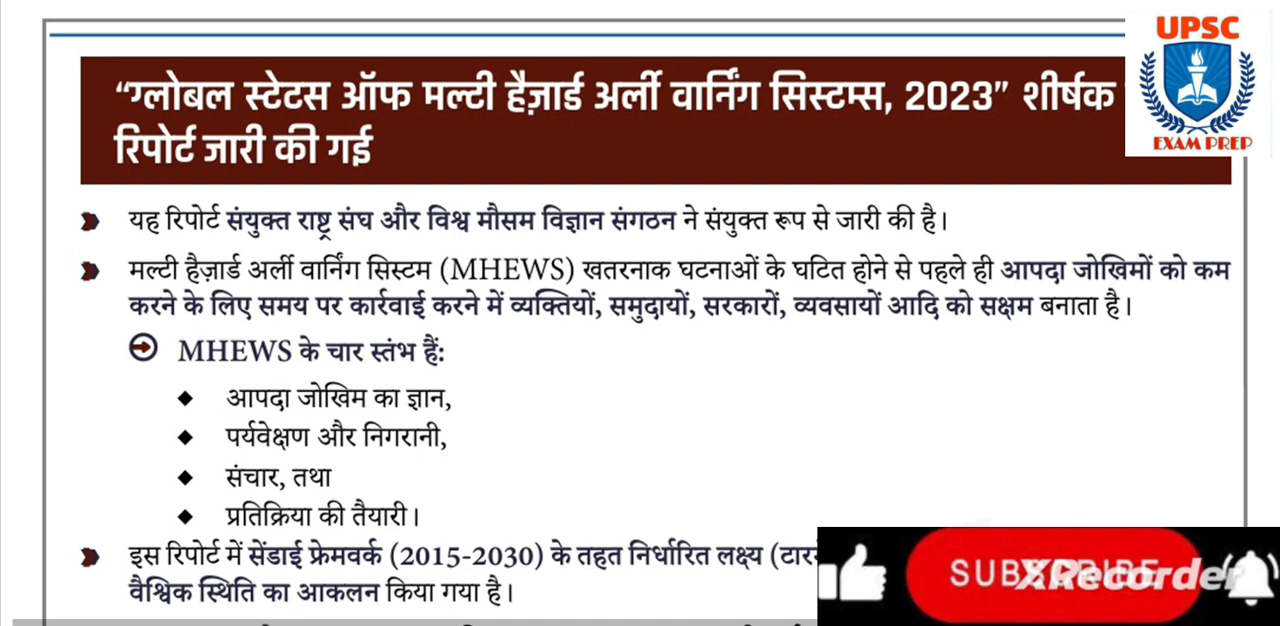 UPSC
EXAM PREP
“ग्लोबल स्टेटस ऑफ मल्टी हैज़ार्ड अर्ली वार्निंग सिस्टम्स, 2023” शीर्षक
रिपोर्ट जारी की गई
यह रिपोर्ट संयुक्त राष्ट्र संघ और विश्व मौसम विज्ञान संगठन ने संयुक्त रूप से जारी की है।
मल्टी हैज़ार्ड अर्ली वार्निंग सिस्टम (MHEWS) खतरनाक घटनाओं के घटित होने से पहले ही आपदा जोखिमों को कम
करने के लिए समय पर कार्रवाई करने में व्यक्तियों, समुदायों, सरकारों, व्यवसायों आदि को सक्षम बनाता है।
MHEWS के चार स्तंभ हैं:
आपदा जोखिम का ज्ञान,
पर्यवेक्षण और निगरानी,
संचार, तथा
प्रतिक्रिया की तैयारी।
इस रिपोर्ट में सेंडाई फ्रेमवर्क (2015-2030) के तहत निर्धारित लक्ष्य
वैश्विक स्थिति का आकलन किया गया है।
SUBSCRIBE
XRecorder